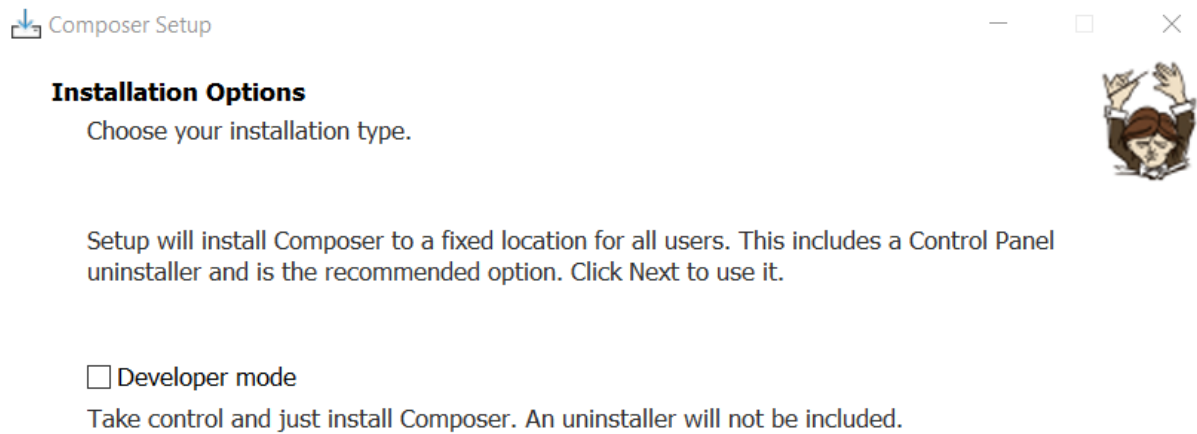 Composer Setup
Installation Options
Choose your installation type.
Setup will install Composer to a fixed location for all users. This includes a Control Panel
uninstaller and is the recommended option. Click Next to use it.
Developer mode
Take control and just install Composer. An uninstaller will not be included.